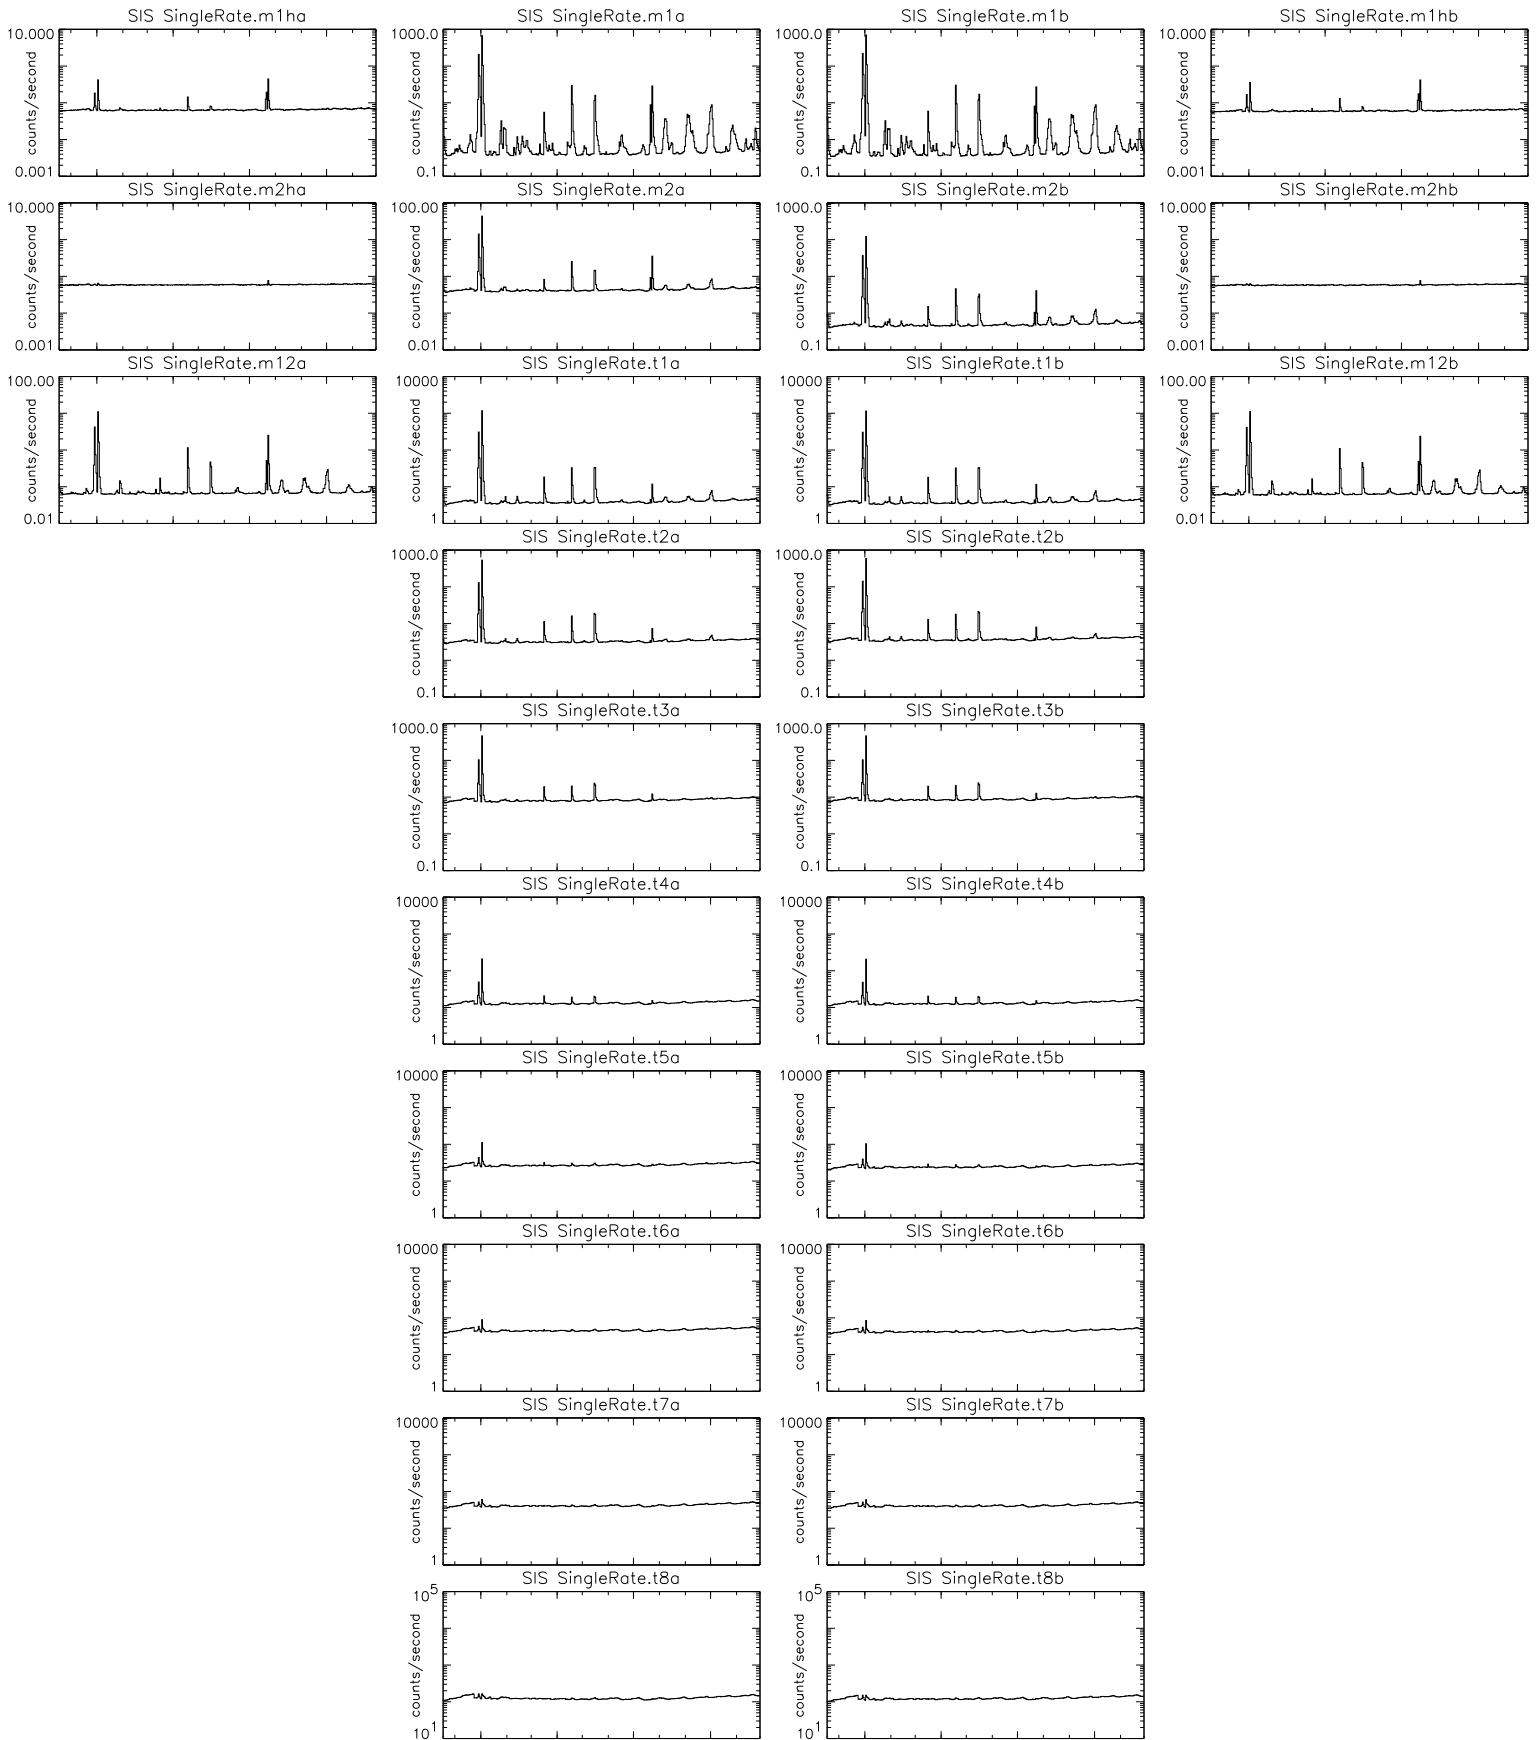 SIS SingleRate.m1ha
10.000
counts/second
0.001
SIS SingleRate.m1a
1000.0
counts/second
0.1
SIS SingleRate.m1b
1000.0
counts/second
0.1
SIS SingleRate.m1hb
10.000
counts/second
0.001
SIS SingleRate.m2ha
10.000
counts/second
0.001
SIS SingleRate.m2a
100.00
counts/second
0.01
SIS SingleRate.m2b
1000.0
counts/second
0.1
SIS SingleRate.m2hb
10.000
counts/second
0.001
SIS SingleRate.m12a
100.00
counts/second
0.01
SIS SingleRate.t1a
10000
counts/second
1
SIS SingleRate.t1b
10000
counts/second
1
SIS SingleRate.m12b
100.00
counts/second
0.01
SIS SingleRate.t2a
1000.0
counts/second
0.1
SIS SingleRate.t2b
1000.0
counts/second
0.1
SIS SingleRate.t3a
1000.0
counts/second
0.1
SIS SingleRate.t3b
1000.0
counts/second
0.1
SIS SingleRate.t4a
10000
counts/second
1
SIS SingleRate.t4b
10000
counts/second
1
SIS SingleRate.t5a
10000
counts/second
1
SIS SingleRate.t5b
10000
counts/second
1
SIS SingleRate.t6a
10000
counts/second
1
SIS SingleRate.t6b
10000
counts/second
1
SIS SingleRate.t7a
10000
counts/second
1
SIS SingleRate.t7b
10000
counts/second
1
SIS SingleRate.t8a
10⁵
counts/second
10¹
SIS SingleRate.t8b
10⁵
counts/second
10¹